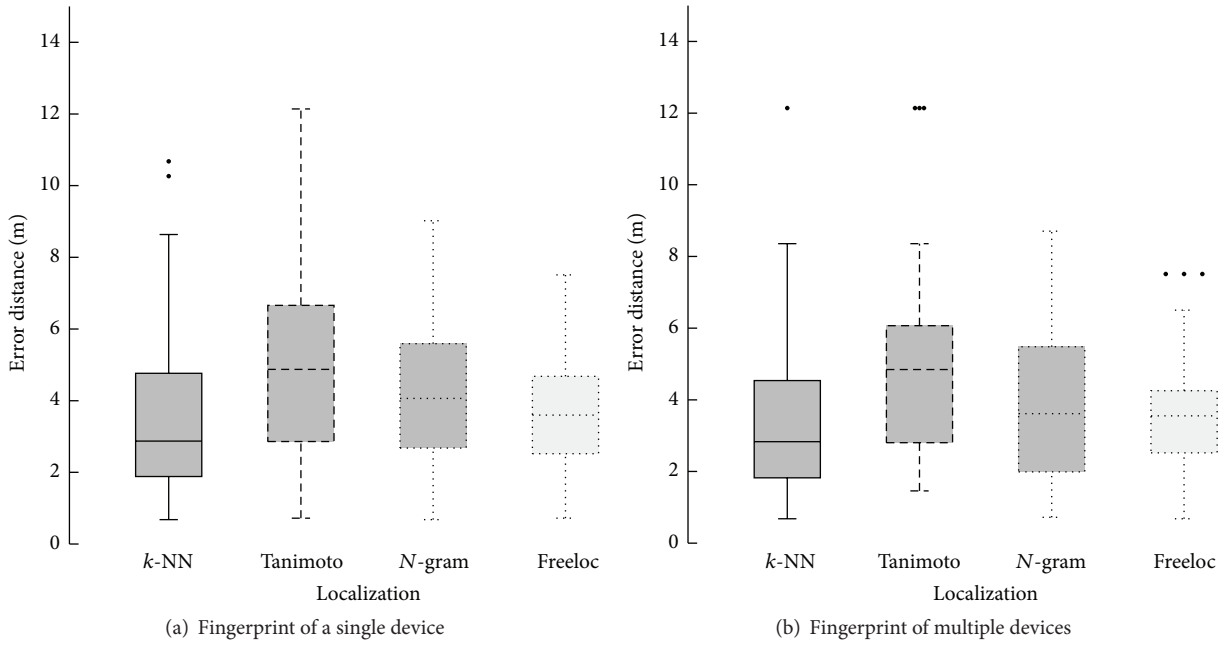 Error distance (m)
14
12
10
8
6
4
2
0
k-NN Tanimoto N-gram Freeloc
Localization
(a) Fingerprint of a single device
Error distance (m)
14
12
10
8
6
4
2
0
k-NN Tanimoto N-gram Freeloc
Localization
(b) Fingerprint of multiple devices